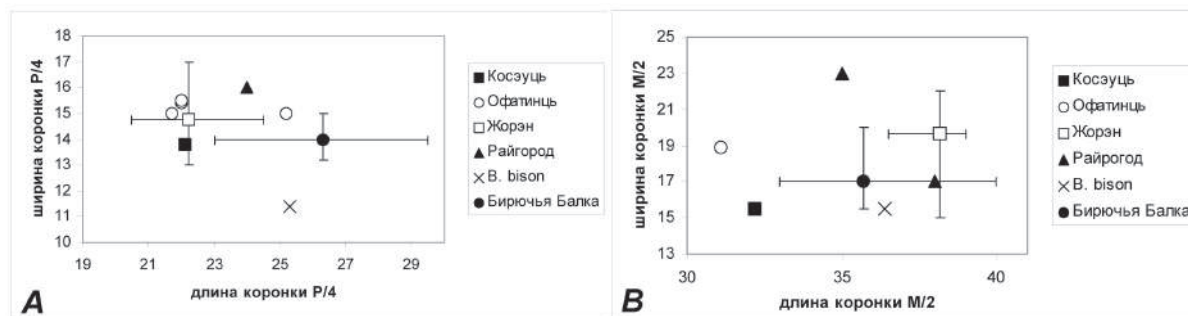 A
18
17
16
15
14
13
12
11
10
19 21 23 25 27 29
ширина коронки P/4
длина коронки P/4
Косэуць
Офатинць
Жорэн
Райгород
B. bison
Бирючья Балка
B
25
23
21
19
17
15
13
30 35 40
ширина коронки M/2
длина коронки M/2
Косэуць
Офатинць
Жорэн
Райрогод
B. bison
Бирючья Балка